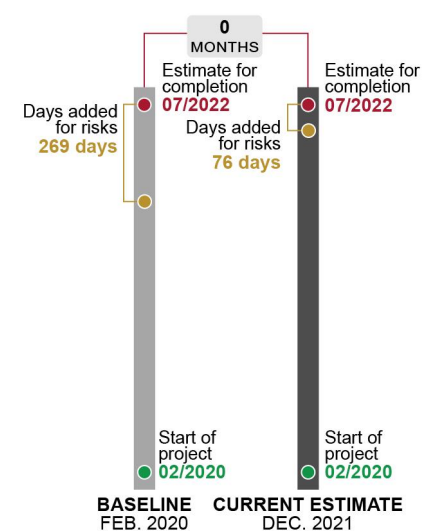 0
MONTHS
Estimate for
completion
07/2022
Days added
for risks
269 days
Start of
project
02/2020
BASELINE
FEB. 2020
Estimate for
completion
07/2022
Days added
for risks
76 days
Start of
project
02/2020
CURRENT ESTIMATE
DEC. 2021